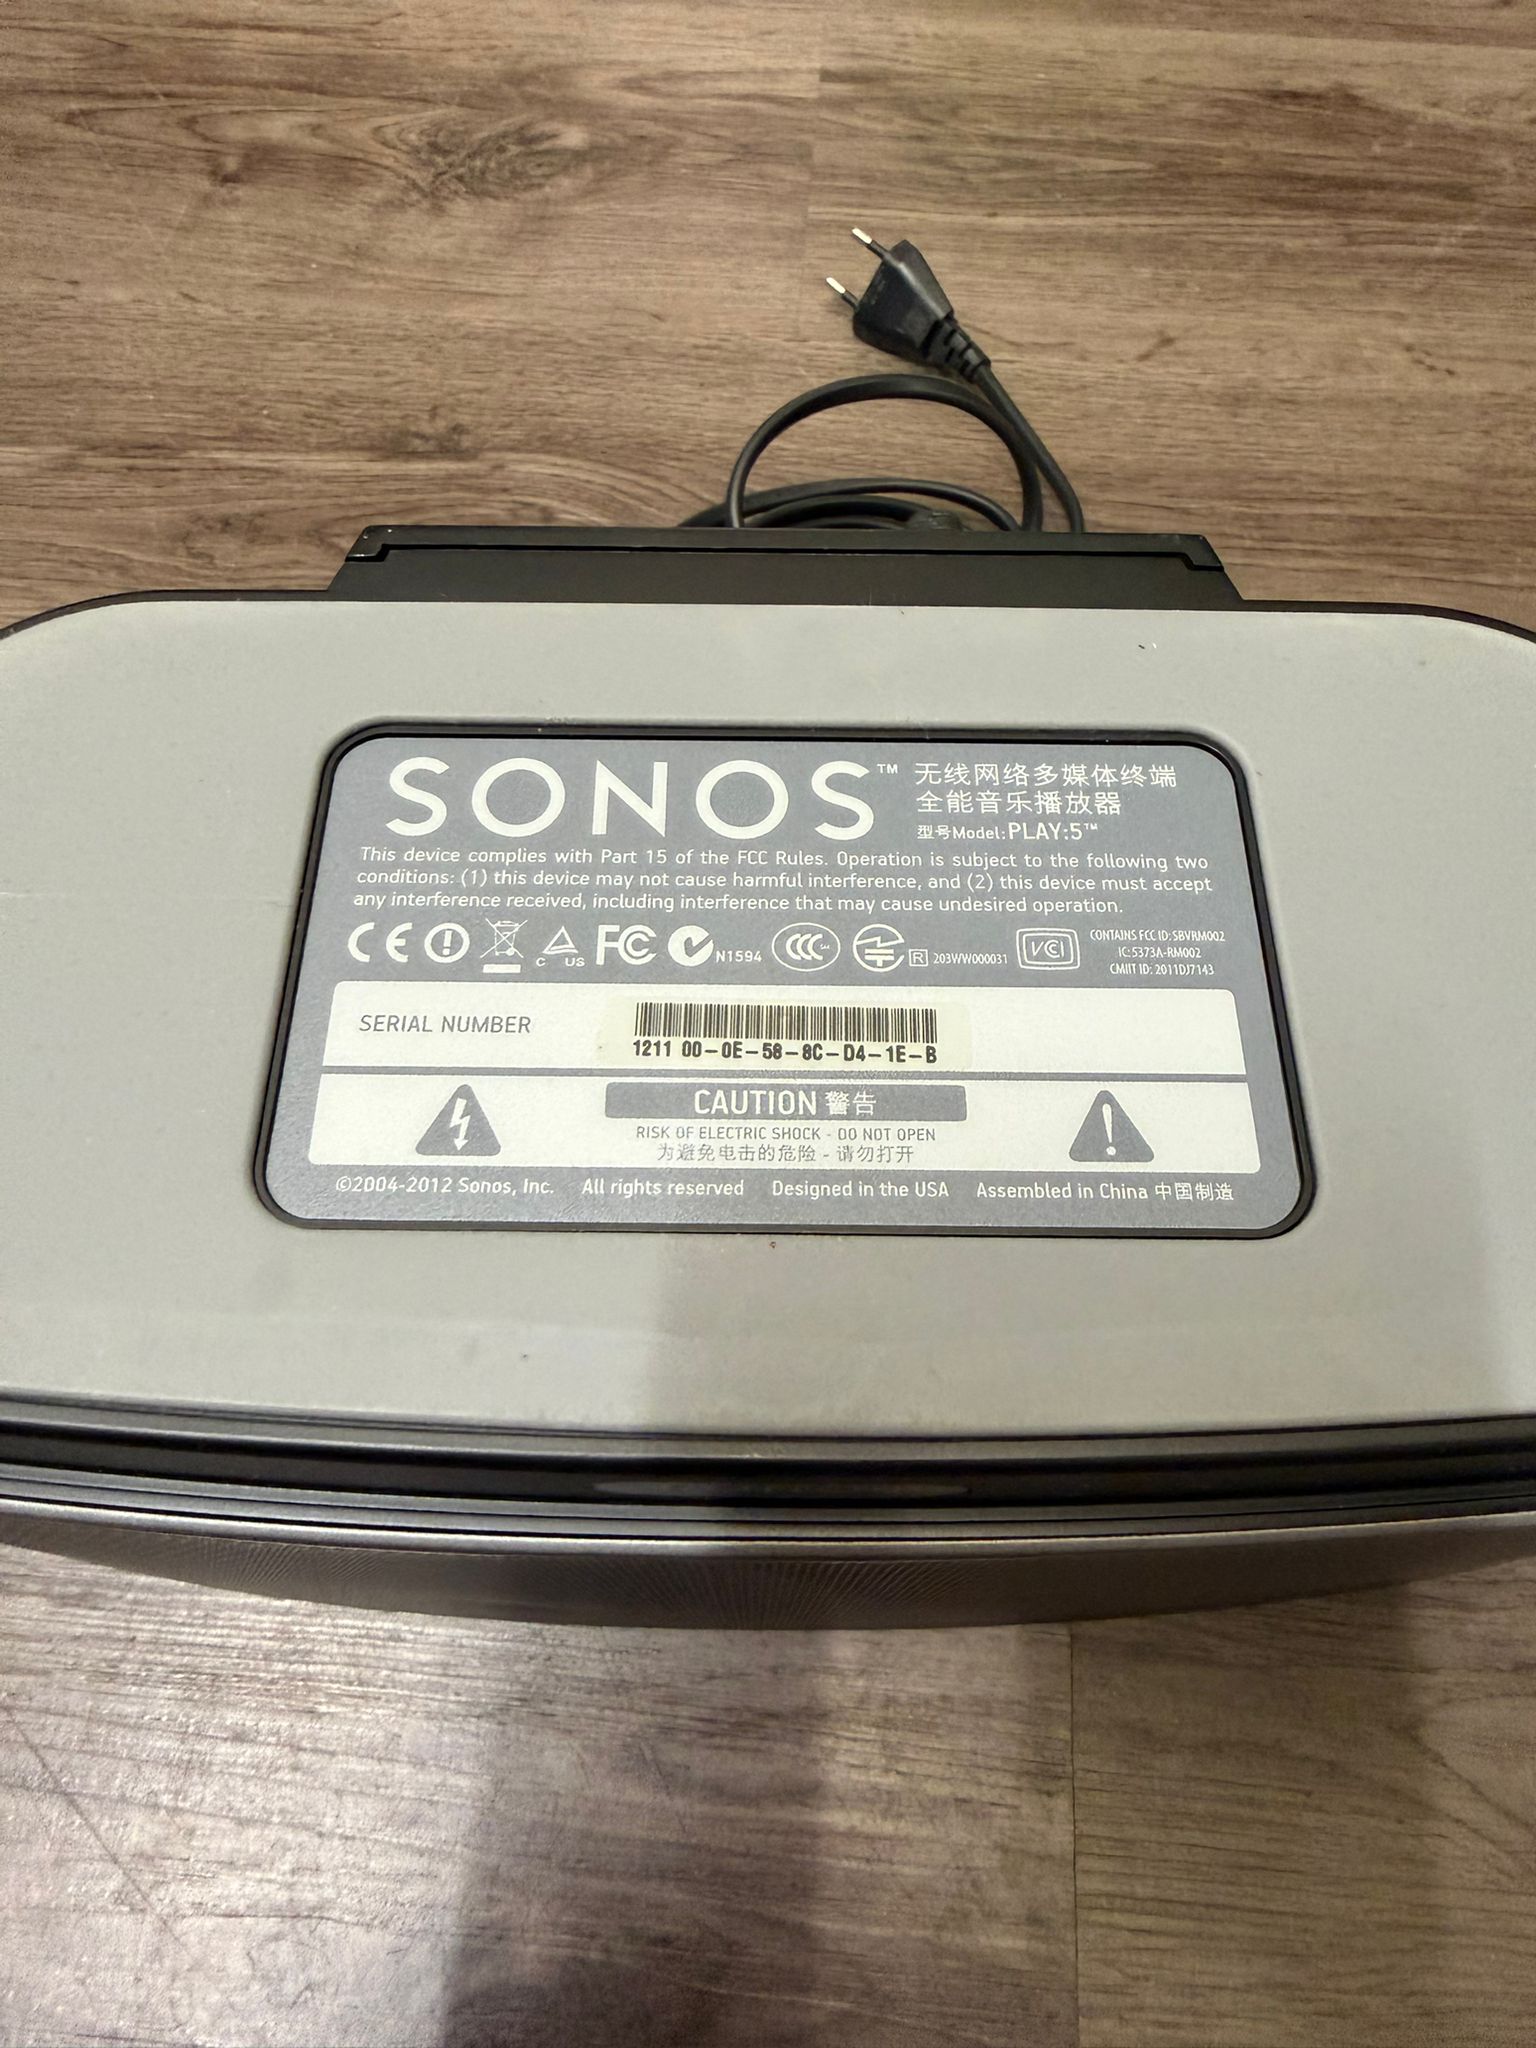 SONOS™ 无线网络多媒体终端
全能音乐播放器
型号Model: PLAY:5™
This device complies with Part 15 of the FCC Rules. Operation is subject to the following two
conditions: (1) this device may not cause harmful interference, and (2) this device must accept
any interference received, including interference that may cause undesired operation.
CE C US FC N1594 CCC R 203WW000031 VCCI
CONTAINS FCC ID: SBVRM002
IC: 5373A-RM002
CMIIT ID: 2011DJ7143
SERIAL NUMBER
1211 00-0E-58-8C-D4-1E-B
CAUTION 警告
RISK OF ELECTRIC SHOCK - DO NOT OPEN
为避免电击的危险 - 请勿打开
©2004-2012 Sonos, Inc. All rights reserved Designed in the USA Assembled in China 中国制造